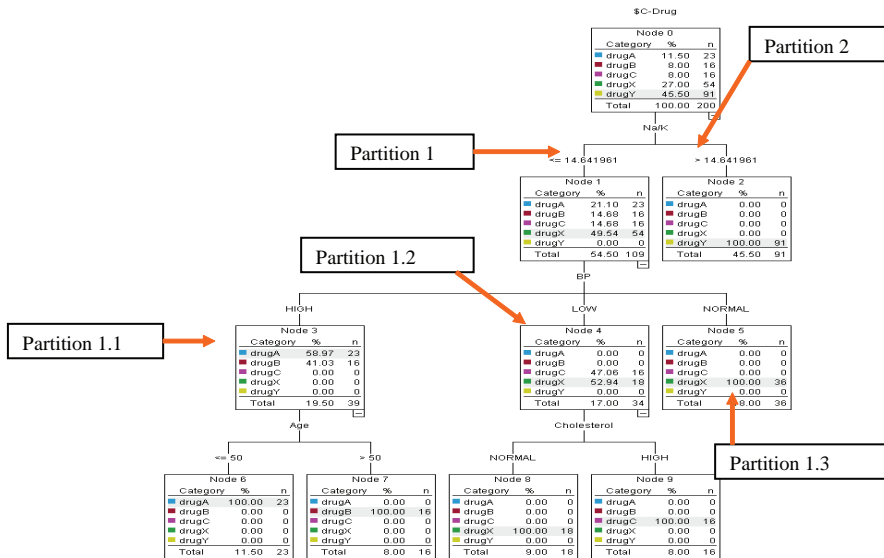 $C-Drug
Node 0
Category % n
drugA 11.50 23
drugB 8.00 16
drugC 8.00 16
drugX 27.00 54
drugY 45.50 91
Total 100.00 200
Partition 2
Na/K
Partition 1
<= 14.641961
> 14.641961
Node 1
Category % n
drugA 21.10 23
drugB 14.68 16
drugC 14.68 16
drugX 49.54 54
drugY 0.00 0
Total 54.50 109
Node 2
Category % n
drugA 0.00 0
drugB 0.00 0
drugC 0.00 0
drugX 0.00 0
drugY 100.00 91
Total 45.50 91
Partition 1.2
BP
HIGH
LOW
NORMAL
Partition 1.1
Node 3
Category % n
drugA 58.97 23
drugB 41.03 16
drugC 0.00 0
drugX 0.00 0
drugY 0.00 0
Total 19.50 39
Node 4
Category % n
drugA 0.00 0
drugB 0.00 0
drugC 47.06 16
drugX 52.94 18
drugY 0.00 0
Total 17.00 34
Node 5
Category % n
drugA 0.00 0
drugB 0.00 0
drugC 0.00 0
drugX 100.00 36
drugY 0.00 0
Total 8.00 36
Partition 1.3
Age
<= 50
> 50
Cholesterol
NORMAL
HIGH
Node 6
Category % n
drugA 100.00 23
drugB 0.00 0
drugC 0.00 0
drugX 0.00 0
drugY 0.00 0
Total 11.50 23
Node 7
Category % n
drugA 0.00 0
drugB 100.00 16
drugC 0.00 0
drugX 0.00 0
drugY 0.00 0
Total 8.00 16
Node 8
Category % n
drugA 0.00 0
drugB 0.00 0
drugC 0.00 0
drugX 100.00 18
drugY 0.00 0
Total 9.00 18
Node 9
Category % n
drugA 0.00 0
drugB 0.00 0
drugC 100.00 16
drugX 0.00 0
drugY 0.00 0
Total 8.00 16